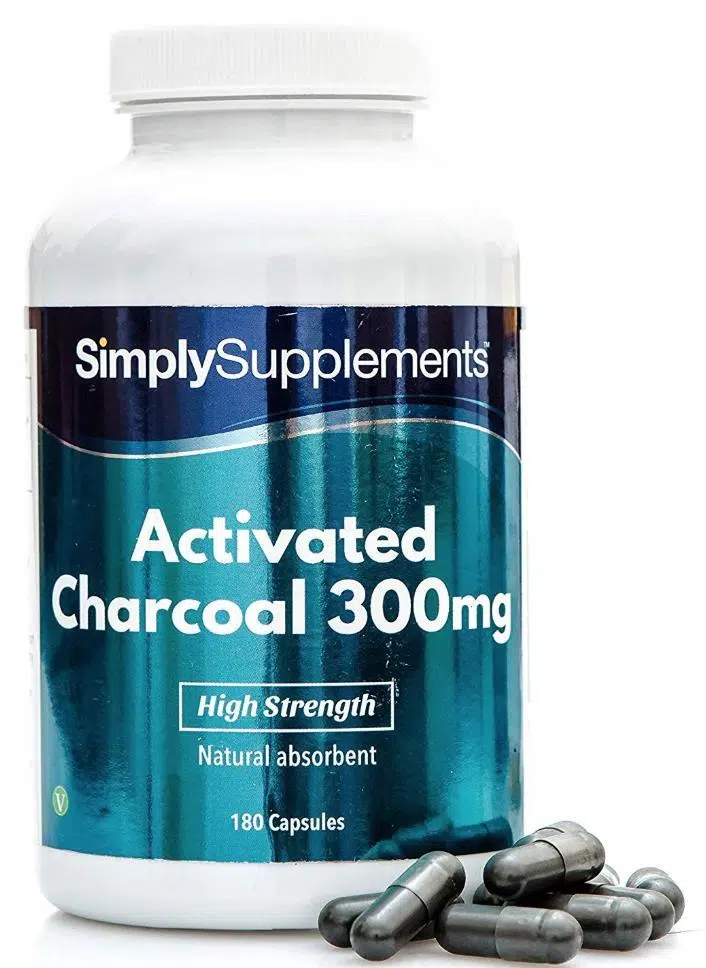 SimplySupplements™
Activated
Charcoal 300mg
High Strength
Natural absorbent
180 Capsules
V